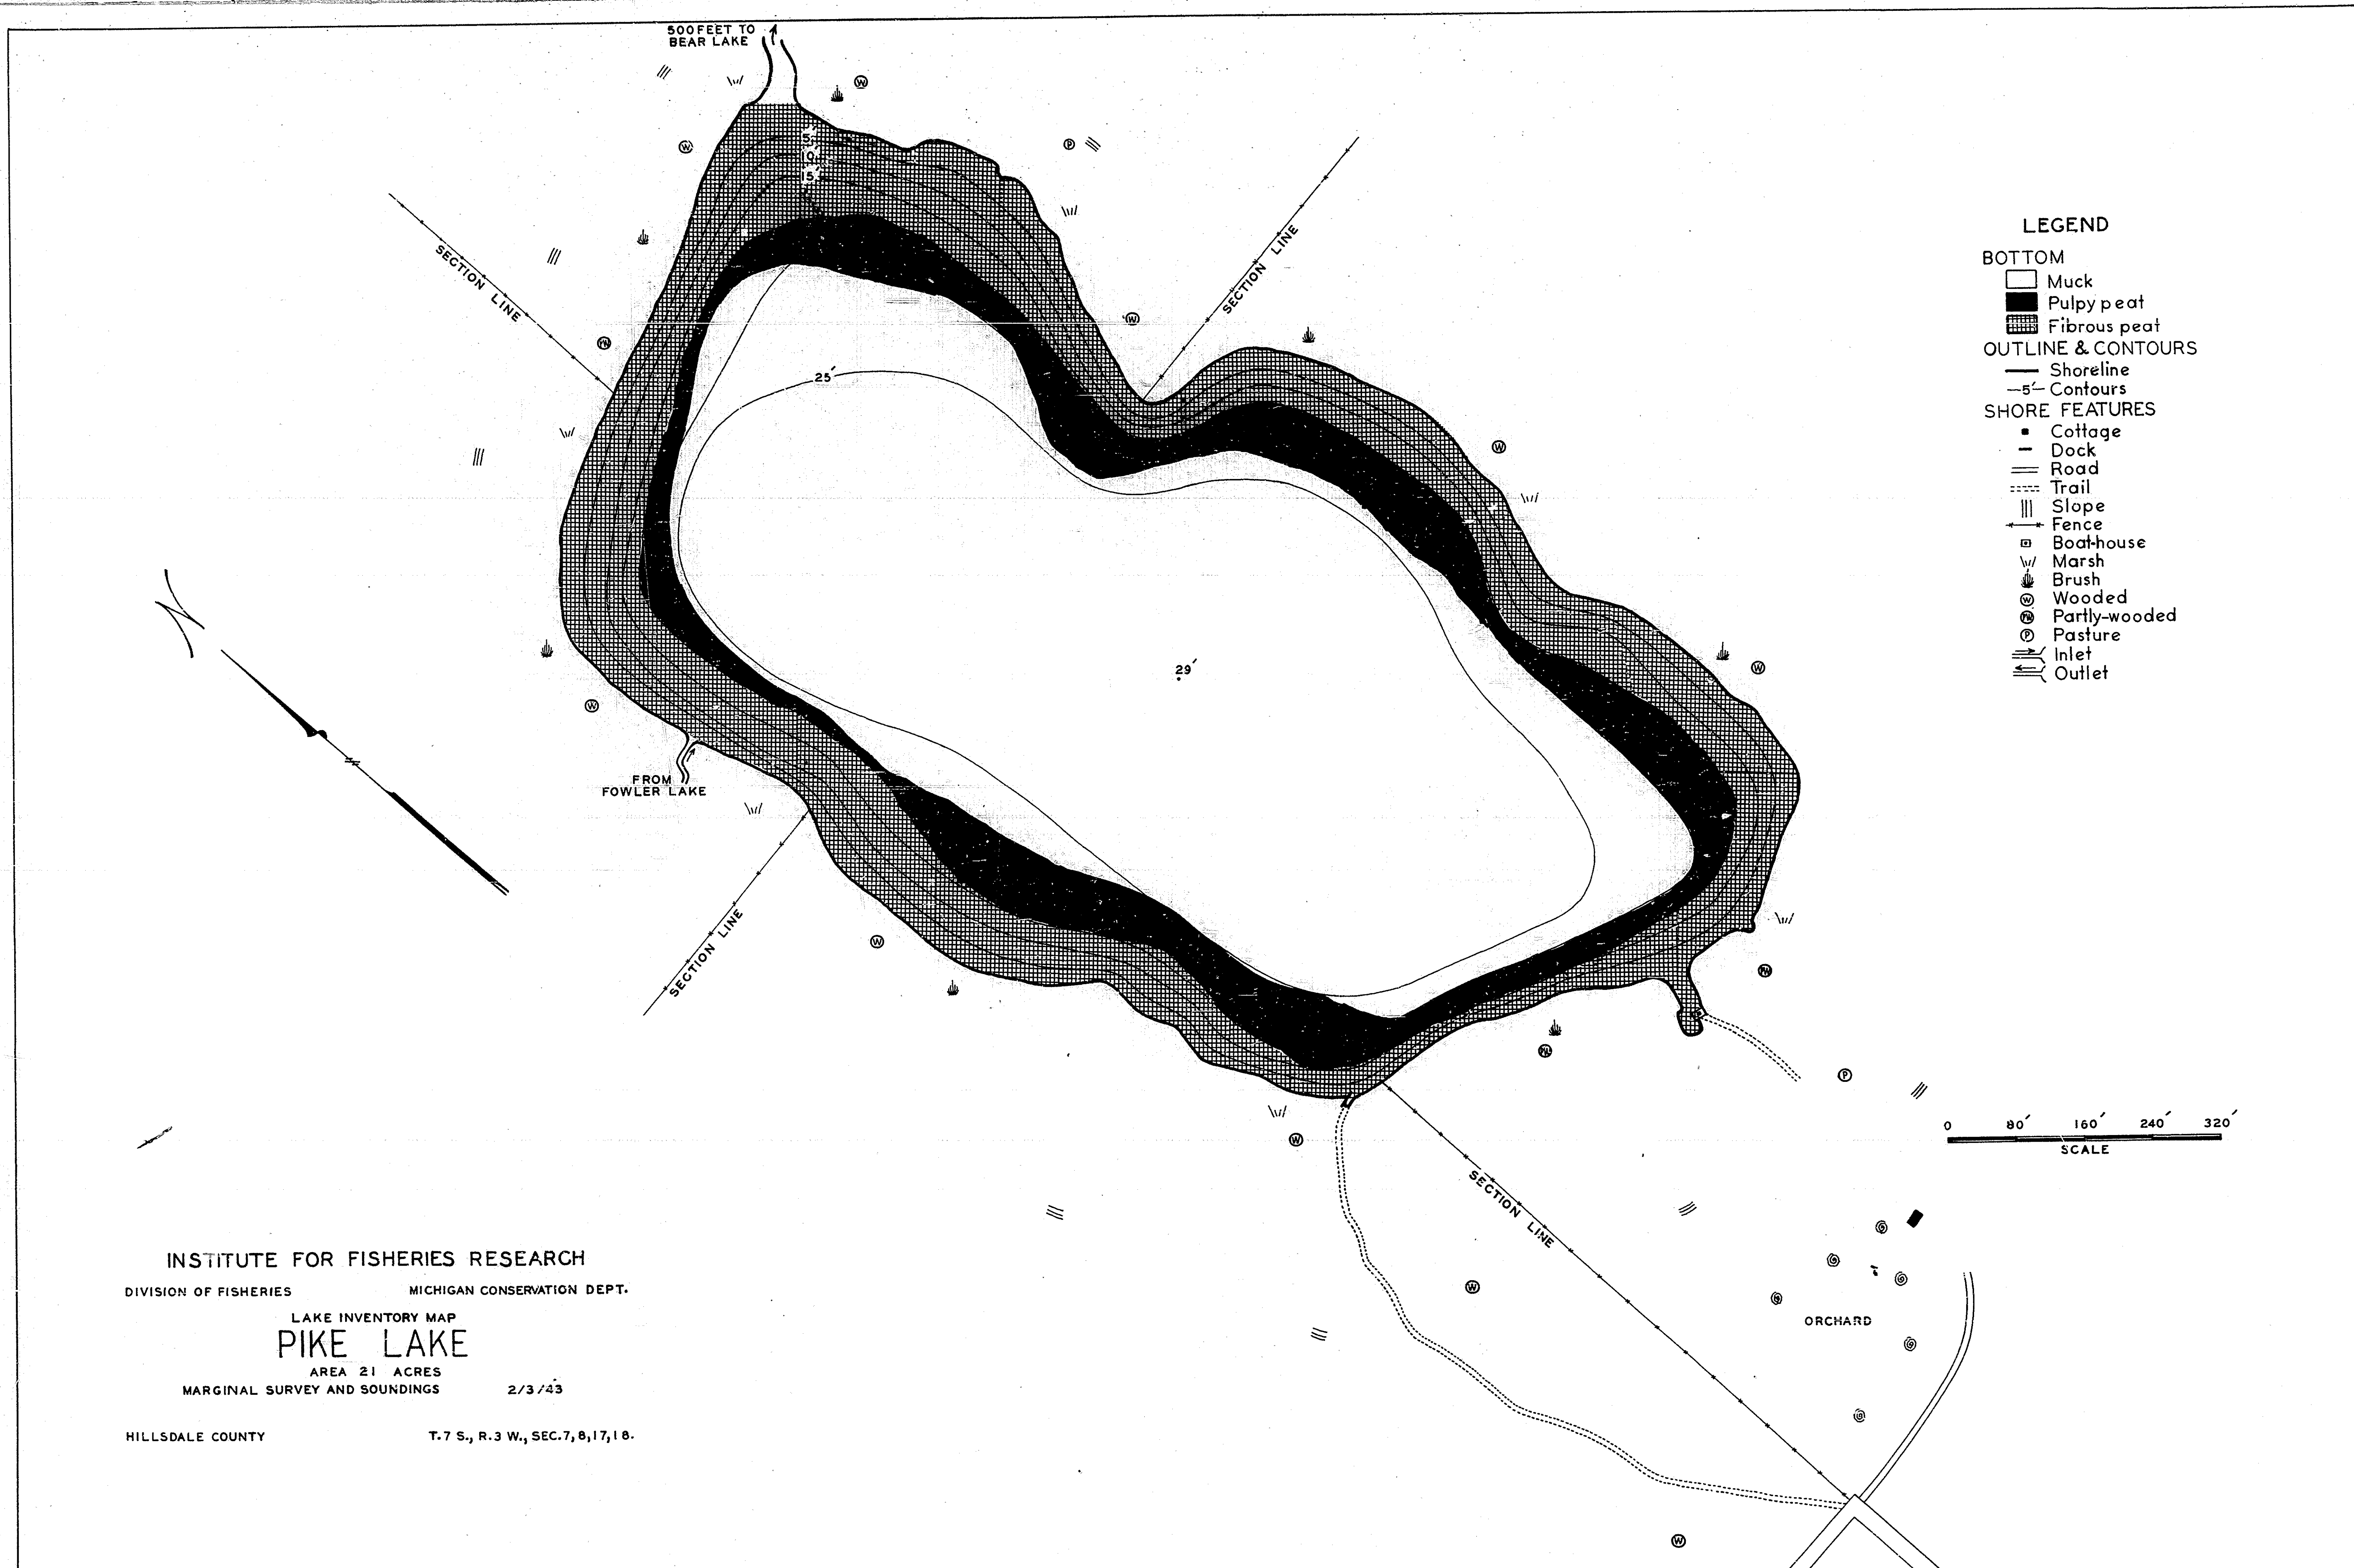 500 FEET TO
BEAR LAKE
5'
10'
15'
SECTION LINE
SECTION LINE
25'
29'
FROM
FOWLER LAKE
SECTION LINE
SECTION LINE
N
W
W
P
W
PW
W
W
W
W
PW
PW
P
W
W
W
ORCHARD
LEGEND
BOTTOM
Muck
Pulpy peat
Fibrous peat
OUTLINE & CONTOURS
Shoreline
5' Contours
SHORE FEATURES
Cottage
Dock
Road
Trail
Slope
Fence
Boat-house
Marsh
Brush
W Wooded
PW Partly-wooded
P Pasture
Inlet
Outlet
0 80' 160' 240' 320'
SCALE
INSTITUTE FOR FISHERIES RESEARCH
DIVISION OF FISHERIES MICHIGAN CONSERVATION DEPT.
LAKE INVENTORY MAP
PIKE LAKE
AREA 21 ACRES
MARGINAL SURVEY AND SOUNDINGS 2/3/43
HILLSDALE COUNTY T.7 S., R.3 W., SEC.7,8,17,18.